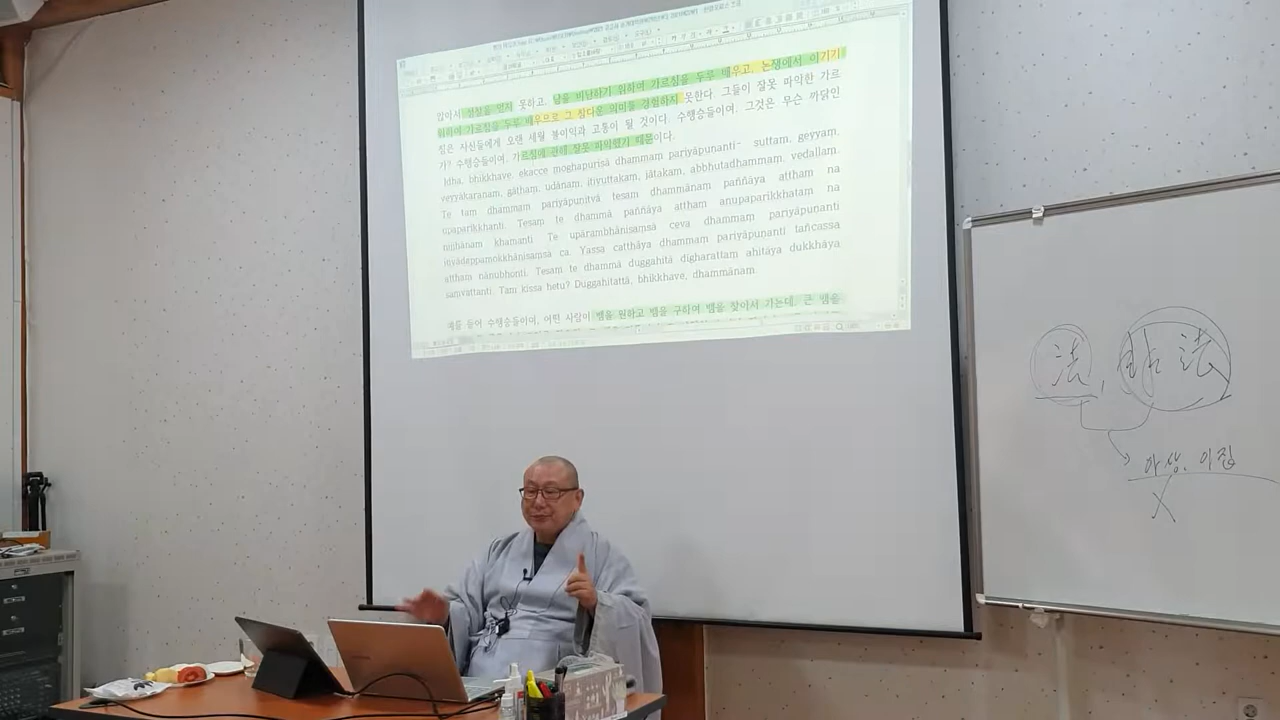 않아서 성찰을 얻지 못하고, 남을 비난하기 위하여 가르침을 두루 배우고, 논쟁에서 이기기
위하여 가르침을 두루 배우으로 그 참다운 의미를 경험하지 못한다. 그들이 잘못 파악한 가르
침은 자신들에게 오랜 세월 불이익과 고통이 될 것이다. 수행승들이여, 그것은 무슨 까닭인
가? 수행승들이여, 가르침에 관해 잘못 파악했기 때문이다.
Idha, bhikkhave, ekacce moghapurisā dhammaṃ pariyāpuṇanti- suttaṃ, geyyaṃ,
veyyākaraṇaṃ, gāthaṃ, udānaṃ, itivuttakaṃ, jātakaṃ, abbhutadhammaṃ, vedallaṃ.
Te taṃ dhammaṃ pariyāpuṇitvā tesaṃ dhammānaṃ paññāya atthaṃ na
upaparikkhanti. Tesaṃ te dhammā paññāya atthaṃ anupaparikkhataṃ na
nijjhānaṃ khamanti. Te upārambhānisaṃsā ceva dhammaṃ pariyāpuṇanti
itivādappamokkhānisaṃsā ca. Yassa catthāya dhammaṃ pariyāpuṇanti tañcassa
atthaṃ nānubhonti. Tesaṃ te dhammā duggahitā dīgharattaṃ ahitāya dukkhāya
saṃvattanti. Taṃ kissa hetu? Duggahitattā, bhikkhave, dhammānaṃ.
예를 들어 수행승들이여, 어떤 사람이 뱀을 원하고 뱀을 구하여 뱀을 찾아서 가는데, 큰 뱀을
法, 非法
아상, 아집
X